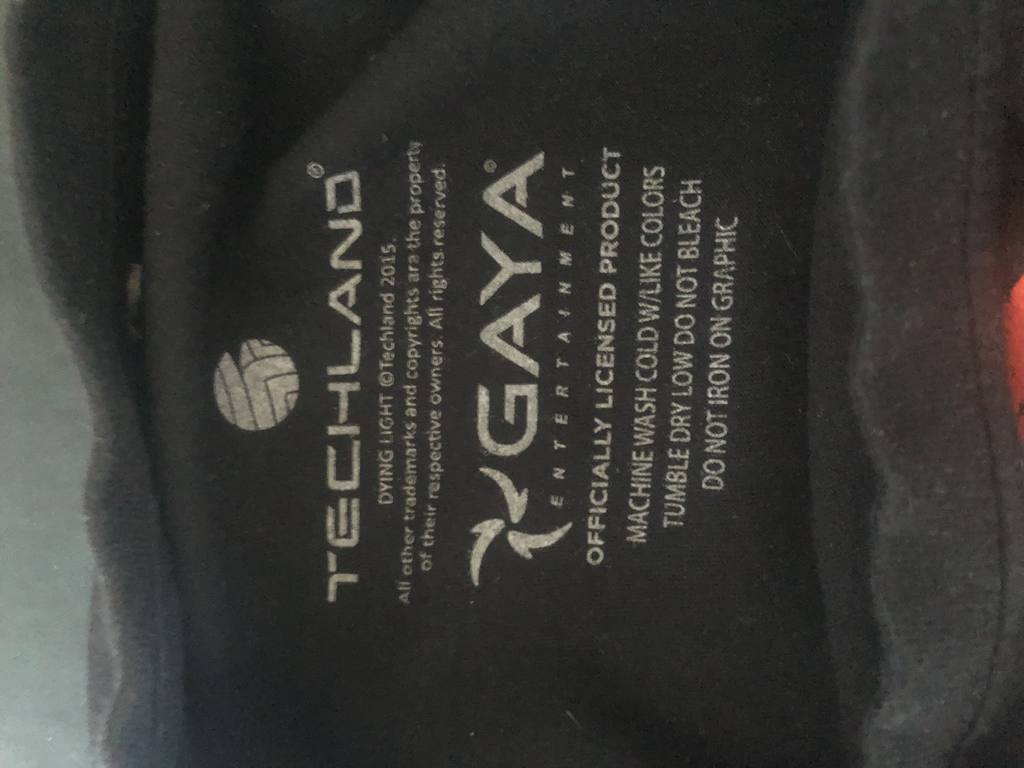 TECHLAND®
DYING LIGHT ©Techland 2015.
All other trademarks and copyrights are the property
of their respective owners. All rights reserved.
GAYA®
ENTERTAINMENT
OFFICIALLY LICENSED PRODUCT
MACHINE WASH COLD W/LIKE COLORS
TUMBLE DRY LOW DO NOT BLEACH
DO NOT IRON ON GRAPHIC